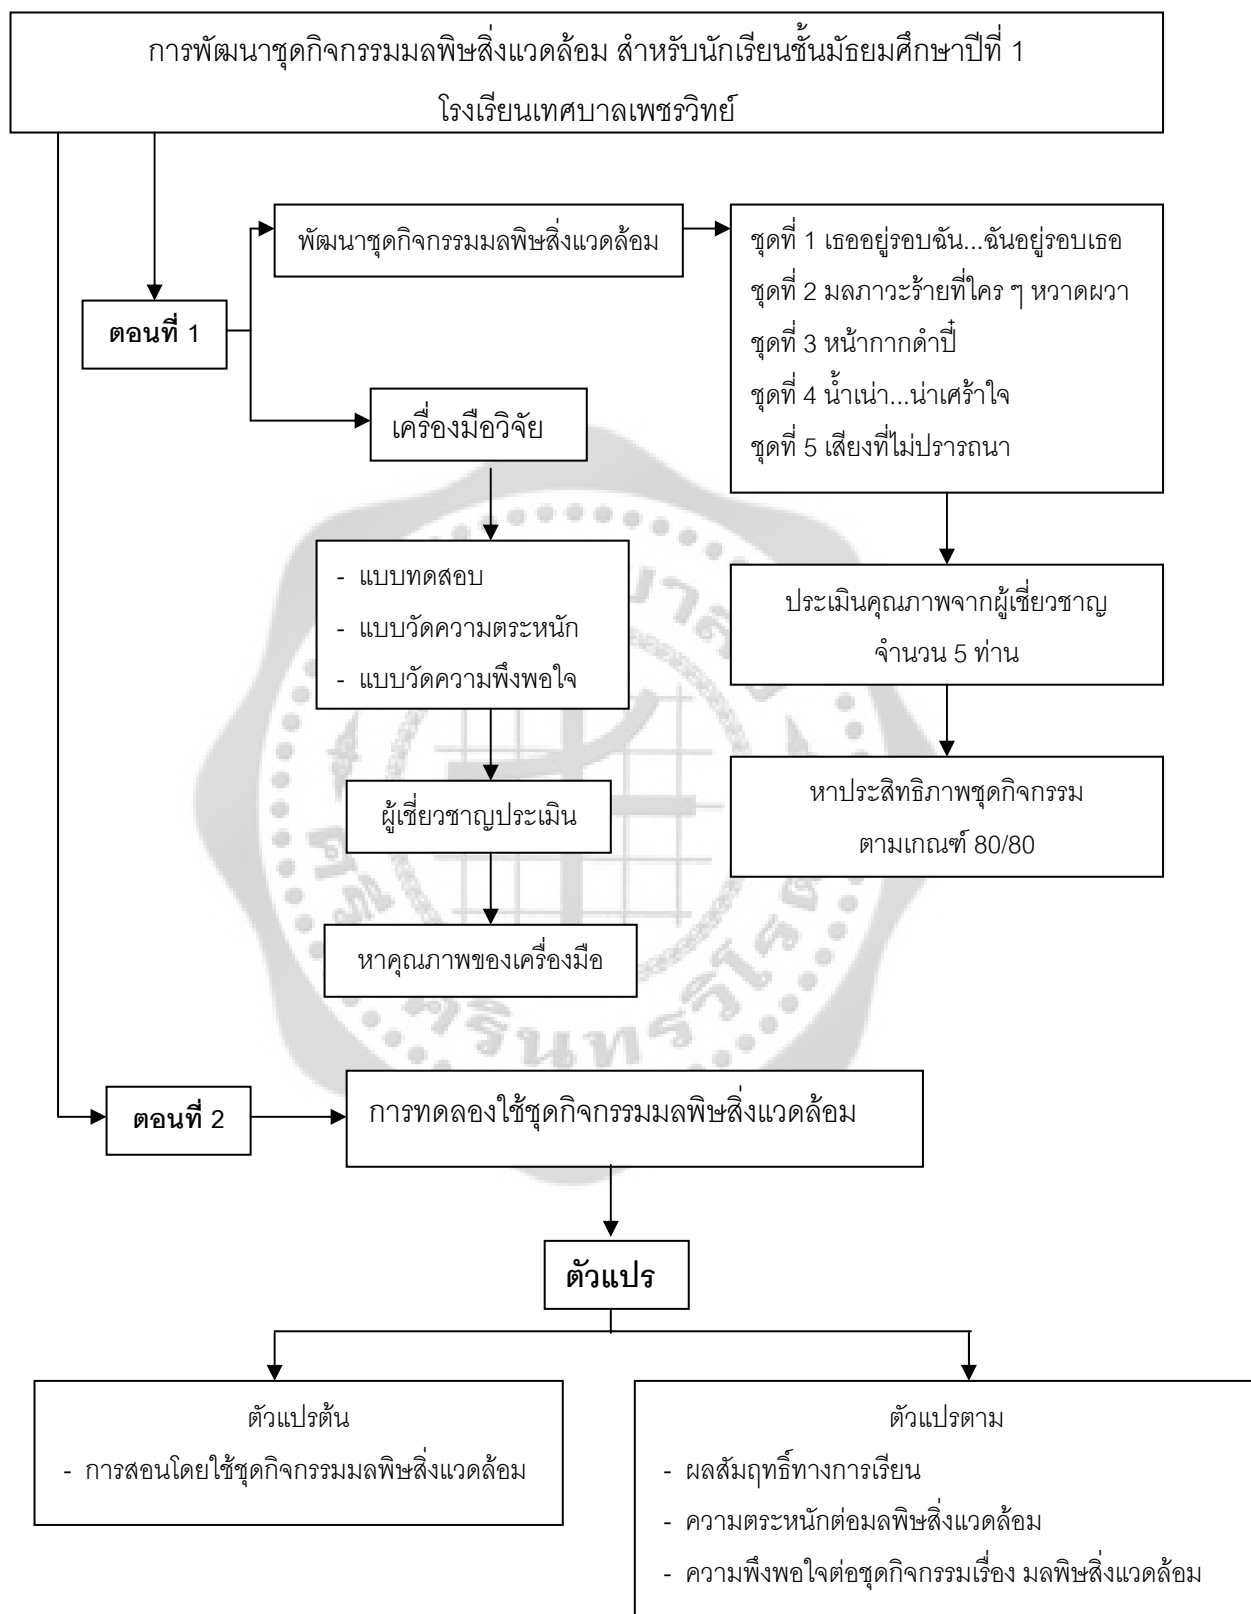 การพัฒนาชุดกิจกรรมมลพิษสิ่งแวดล้อม สำหรับนักเรียนชั้นมัธยมศึกษาปีที่ 1
โรงเรียนเทศบาลเพชรวิทย์
ตอนที่ 1
พัฒนาชุดกิจกรรมมลพิษสิ่งแวดล้อม
ชุดที่ 1 เธออยู่รอบฉัน...ฉันอยู่รอบเธอ
ชุดที่ 2 มลภาวะร้ายที่ใคร ๆ หวาดผวา
ชุดที่ 3 หน้ากากดำปี๋
ชุดที่ 4 น้ำเน่า...น่าเศร้าใจ
ชุดที่ 5 เสียงที่ไม่ปรารถนา
ประเมินคุณภาพจากผู้เชี่ยวชาญ
จำนวน 5 ท่าน
หาประสิทธิภาพชุดกิจกรรม
ตามเกณฑ์ 80/80
เครื่องมือวิจัย
- แบบทดสอบ
- แบบวัดความตระหนัก
- แบบวัดความพึงพอใจ
ผู้เชี่ยวชาญประเมิน
หาคุณภาพของเครื่องมือ
ตอนที่ 2
การทดลองใช้ชุดกิจกรรมมลพิษสิ่งแวดล้อม
ตัวแปร
ตัวแปรต้น
- การสอนโดยใช้ชุดกิจกรรมมลพิษสิ่งแวดล้อม
ตัวแปรตาม
- ผลสัมฤทธิ์ทางการเรียน
- ความตระหนักต่อมลพิษสิ่งแวดล้อม
- ความพึงพอใจต่อชุดกิจกรรมเรื่อง มลพิษสิ่งแวดล้อม